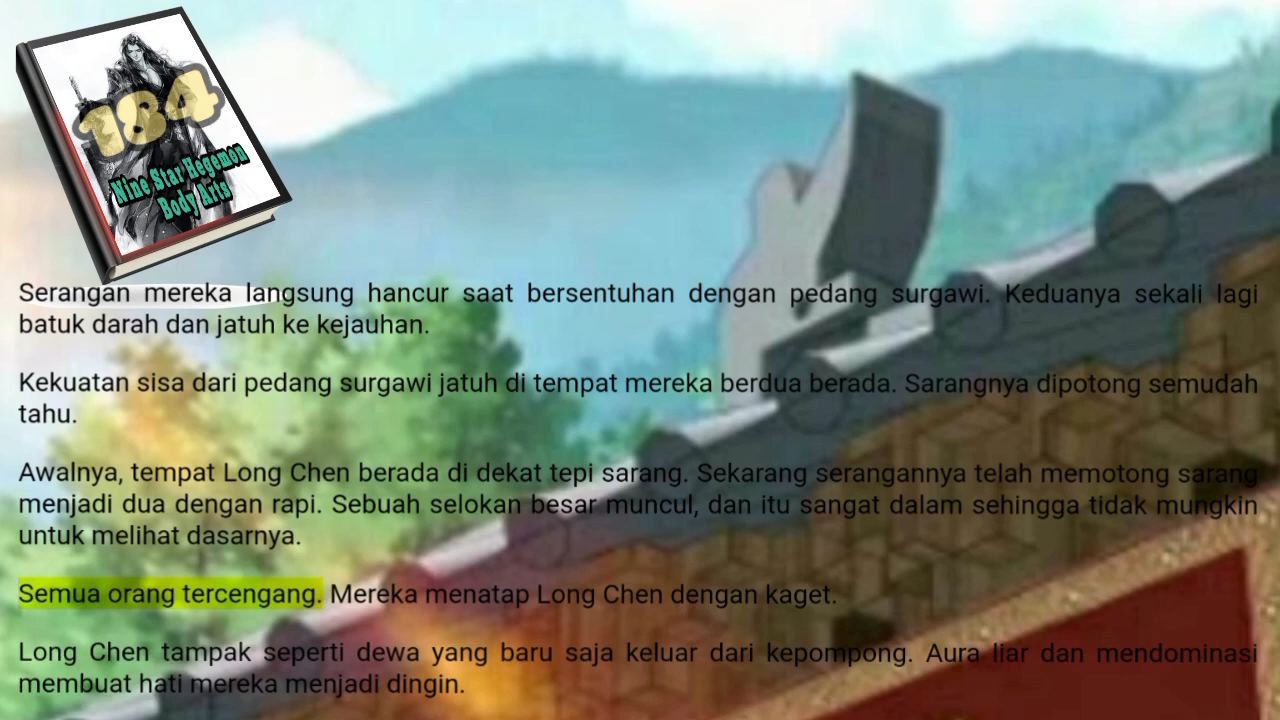 184
Nine Star Hegemon
Body Arts
Serangan mereka langsung hancur saat bersentuhan dengan pedang surgawi. Keduanya sekali lagi
batuk darah dan jatuh ke kejauhan.
Kekuatan sisa dari pedang surgawi jatuh di tempat mereka berdua berada. Sarangnya dipotong semudah
tahu.
Awalnya, tempat Long Chen berada di dekat tepi sarang. Sekarang serangannya telah memotong sarang
menjadi dua dengan rapi. Sebuah selokan besar muncul, dan itu sangat dalam sehingga tidak mungkin
untuk melihat dasarnya.
Semua orang tercengang. Mereka menatap Long Chen dengan kaget.
Long Chen tampak seperti dewa yang baru saja keluar dari kepompong. Aura liar dan mendominasi
membuat hati mereka menjadi dingin.